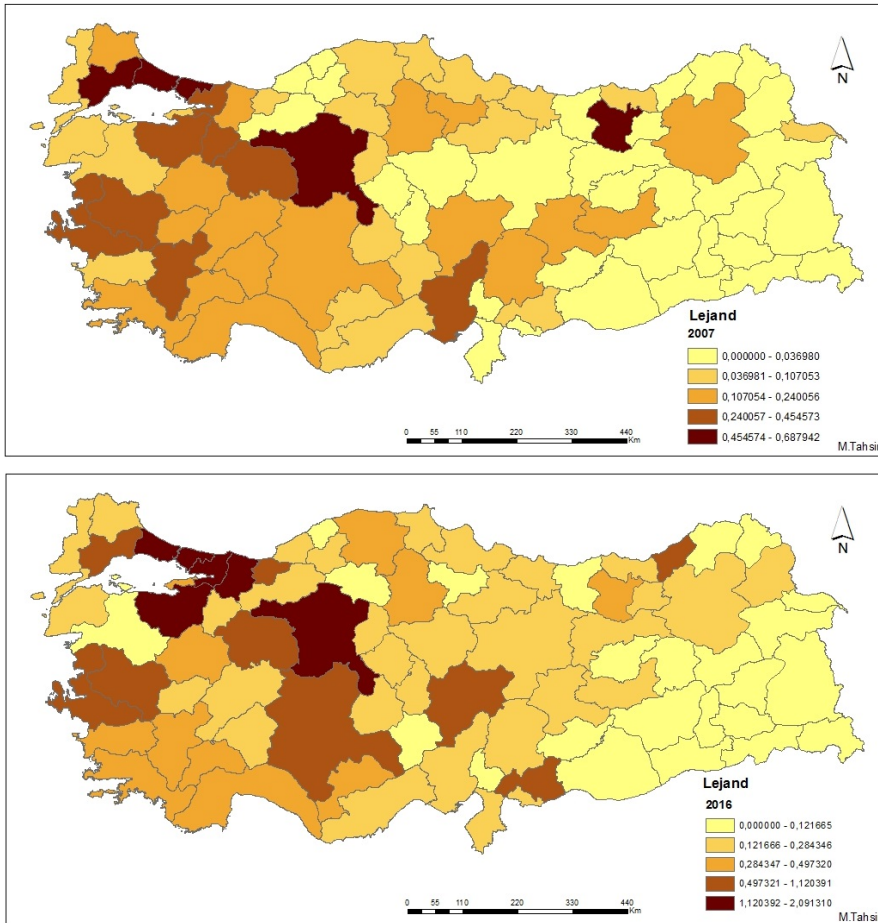 N
Lejand
2007
0,000000 - 0,036980
0,036981 - 0,107053
0,107054 - 0,240056
0,240057 - 0,454573
0,454574 - 0,687942
0 55 110 220 330 440
Km
M.Tahsin
N
Lejand
2016
0,000000 - 0,121665
0,121666 - 0,284346
0,284347 - 0,497320
0,497321 - 1,120391
1,120392 - 2,091310
0 55 110 220 330 440
Km
M.Tahsin